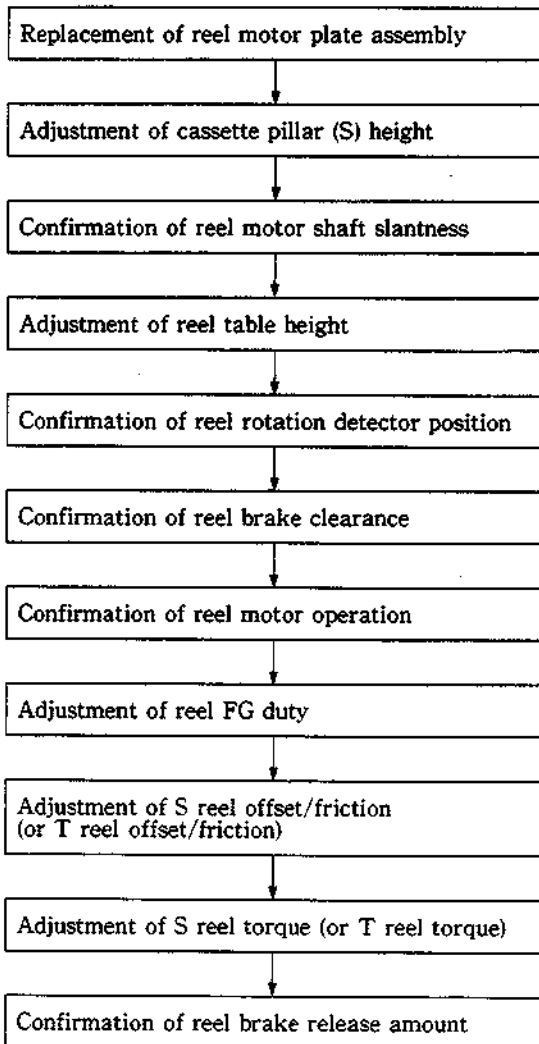 Replacement of reel motor plate assembly
Adjustment of cassette pillar (S) height
Confirmation of reel motor shaft slantness
Adjustment of reel table height
Confirmation of reel rotation detector position
Confirmation of reel brake clearance
Confirmation of reel motor operation
Adjustment of reel FG duty
Adjustment of S reel offset/friction
(or T reel offset/friction)
Adjustment of S reel torque (or T reel torque)
Confirmation of reel brake release amount